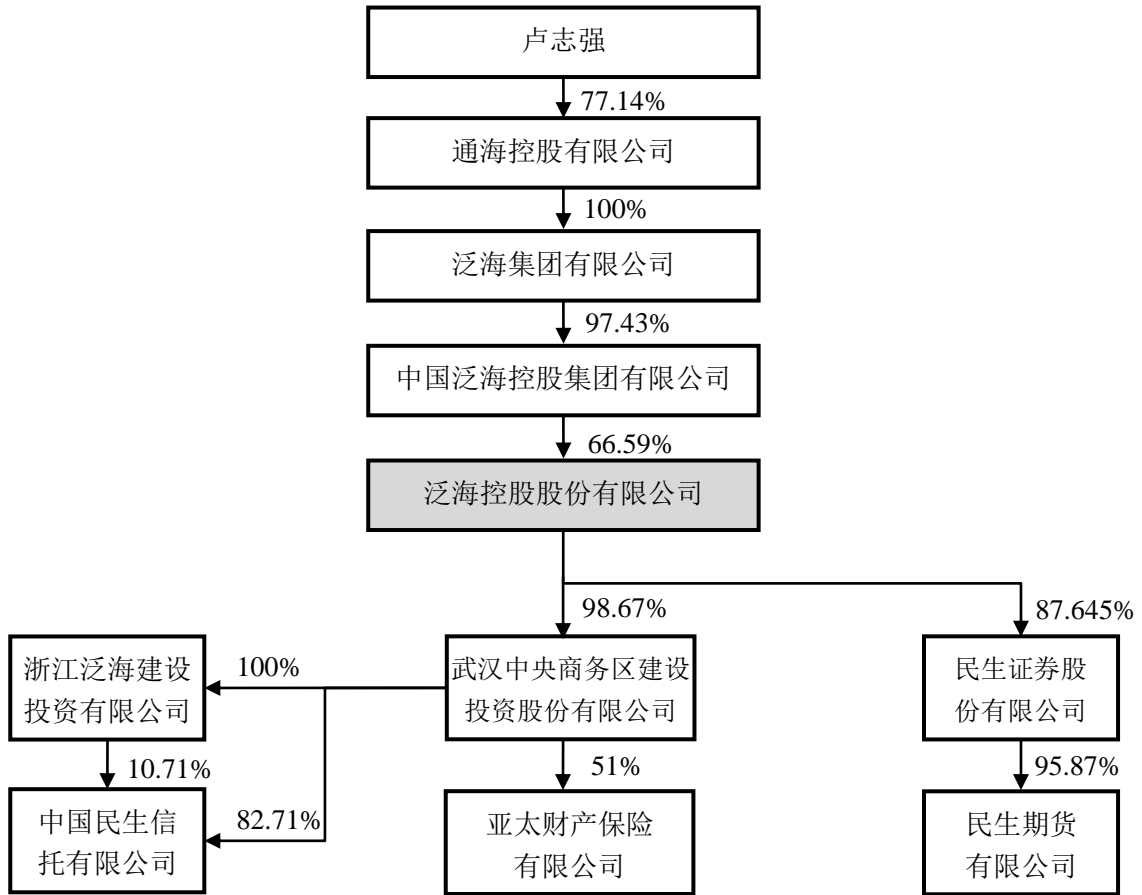 卢志强
77.14%
通海控股有限公司
100%
泛海集团有限公司
97.43%
中国泛海控股集团有限公司
66.59%
泛海控股股份有限公司
98.67%
87.645%
浙江泛海建设
投资有限公司
100%
武汉中央商务区建设
投资股份有限公司
民生证券股
份有限公司
10.71%
51%
95.87%
中国民生信
托有限公司
82.71%
亚太财产保险
有限公司
民生期货
有限公司